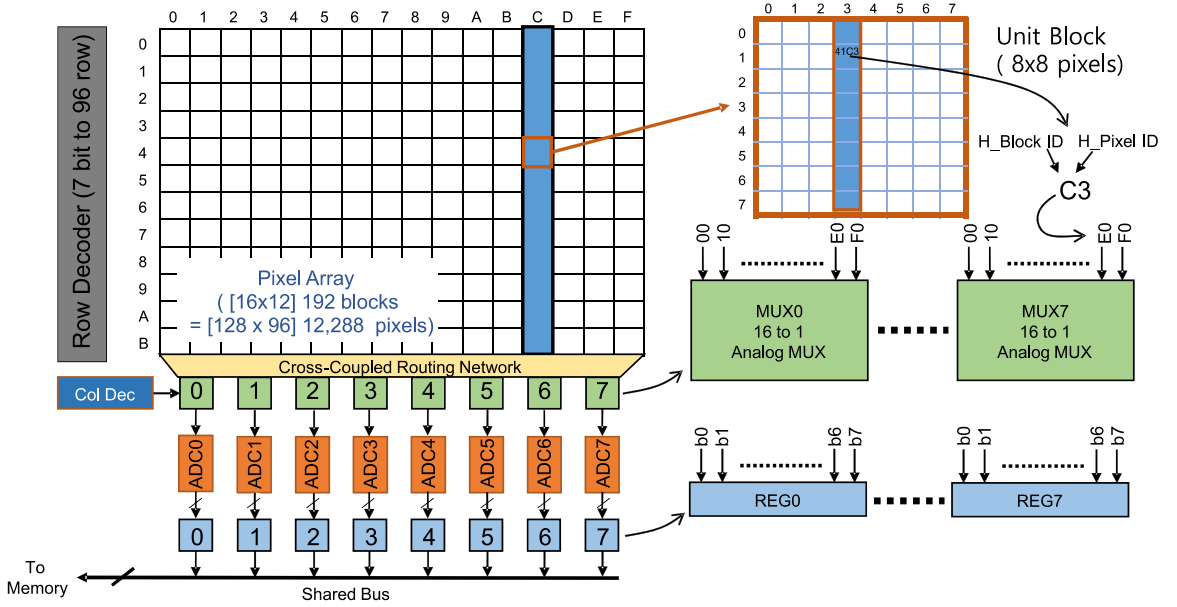 0 1 2 3 4 5 6 7 8 9 A B C D E F
0
1
2
3
4
5
6
7
8
9
A
B
Row Decoder (7 bit to 96 row)
Pixel Array
( [16x12] 192 blocks
= [128 x 96] 12,288 pixels)
Cross-Coupled Routing Network
Col Dec
0 1 2 3 4 5 6 7
ADC0 ADC1 ADC2 ADC3 ADC4 ADC5 ADC6 ADC7
0 1 2 3 4 5 6 7
To
Memory
Shared Bus
0 1 2 3 4 5 6 7
0
1
2
3
4
5
6
7
41C3
Unit Block
( 8x8 pixels)
H_Block ID H_Pixel ID
C3
00 10 E0 F0
MUX0
16 to 1
Analog MUX
00 10 E0 F0
MUX7
16 to 1
Analog MUX
b0 b1 b6 b7
REG0
b0 b1 b6 b7
REG7